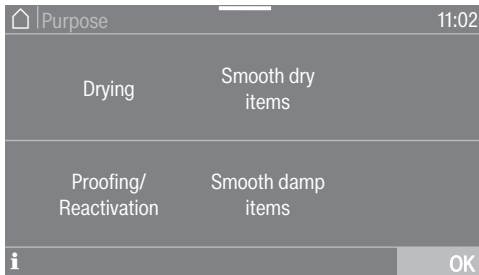 Purpose
11:02
Drying
Smooth dry
items
Proofing/
Reactivation
Smooth damp
items
i
OK